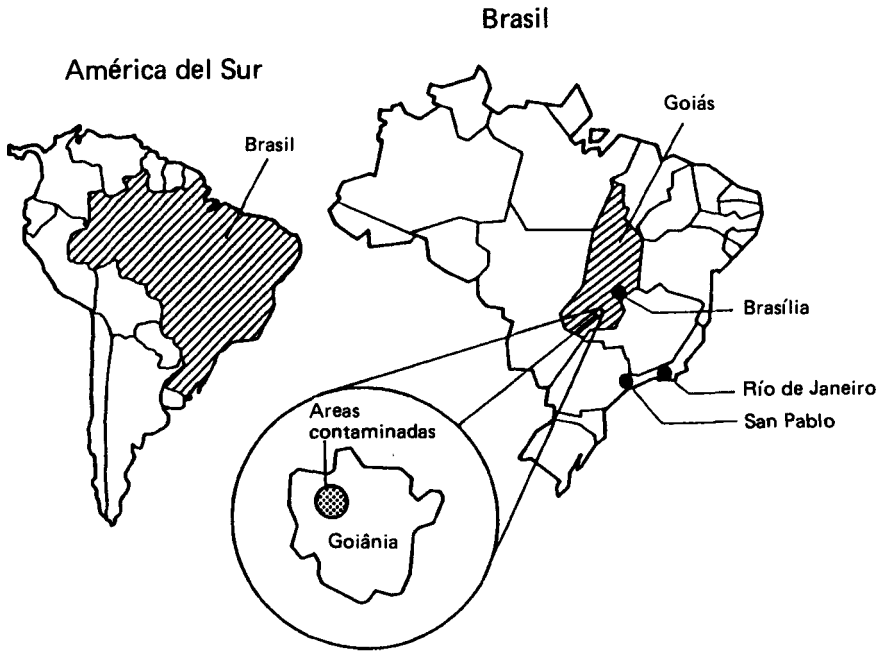 América del Sur
Brasil
Brasil
Goiás
Brasília
Río de Janeiro
San Pablo
Areas
contaminadas
Goiânia